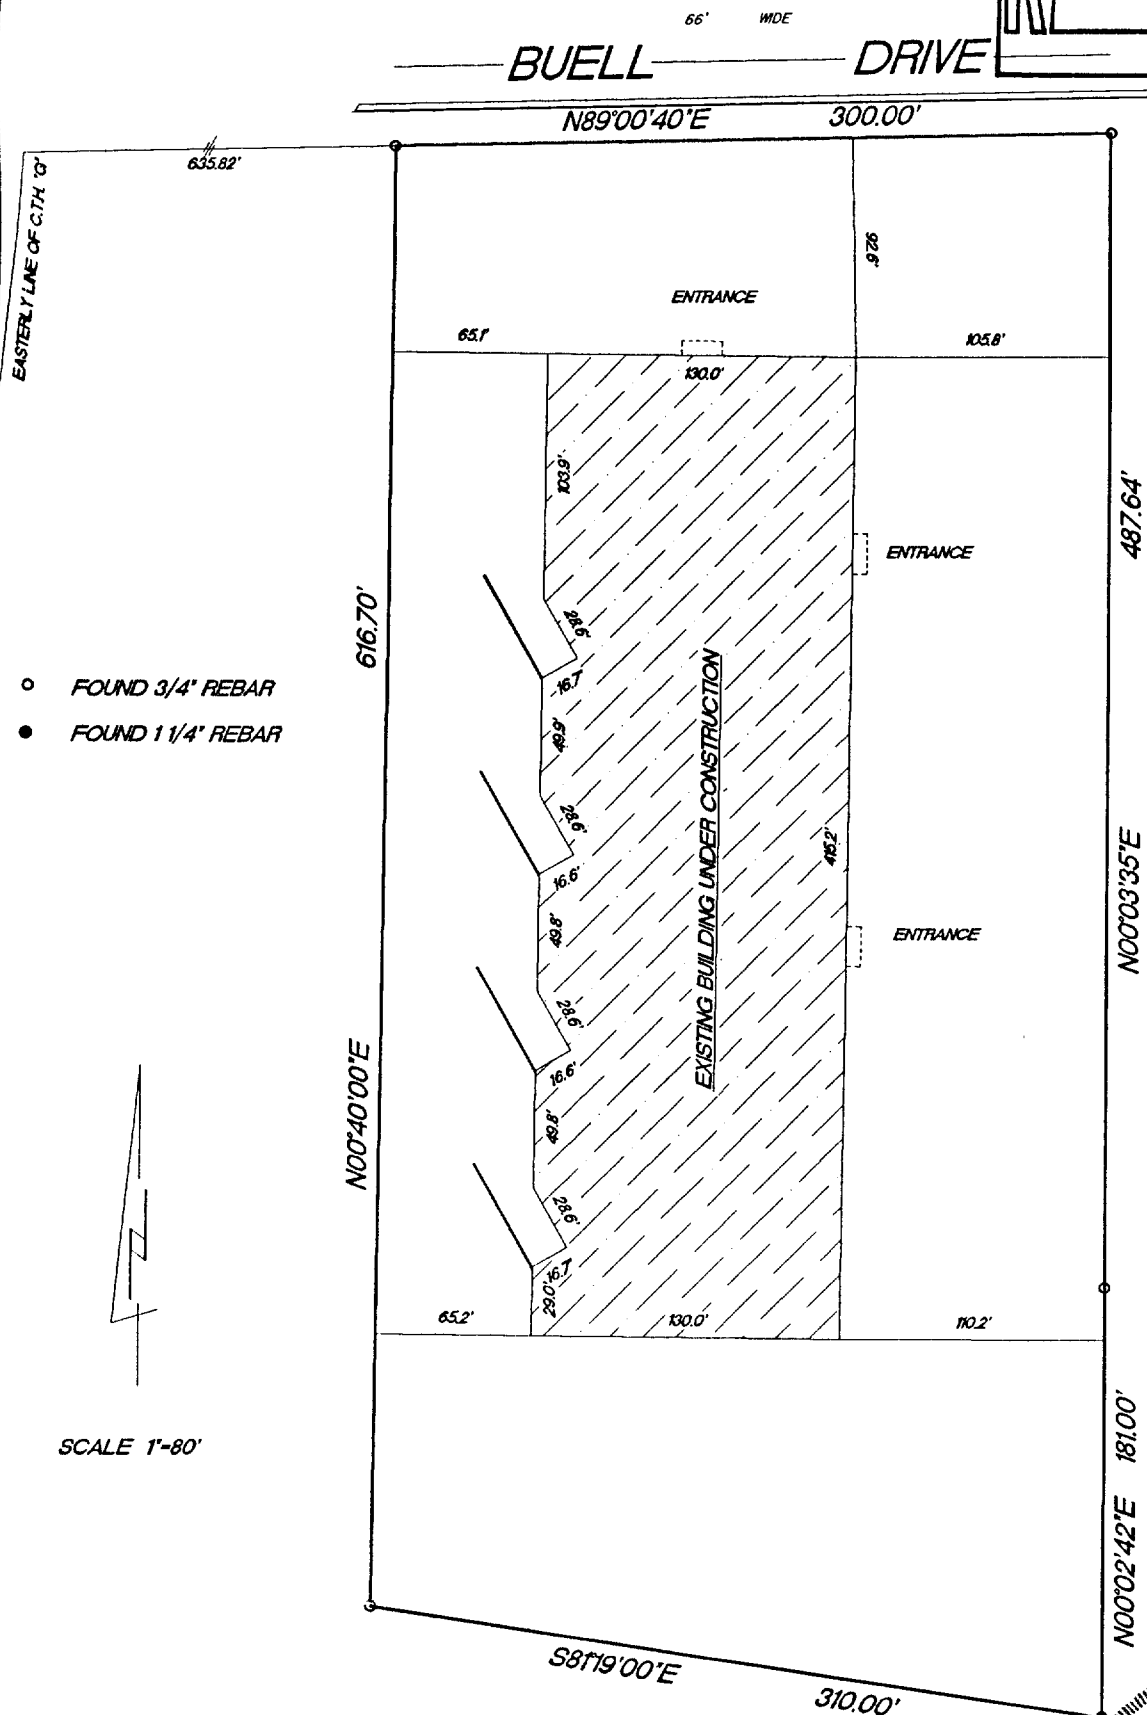 66' WIDE
BUELL DRIVE
N89°00'40"E 300.00'
635.82'
EASTERLY LINE OF C.T.H. "G"
92.6'
ENTRANCE
65.1' 105.8'
130.0'
103.9'
487.64'
ENTRANCE
616.70'
28.6'
16.7'
○ FOUND 3/4" REBAR
● FOUND 1 1/4" REBAR
49.9'
EXISTING BUILDING UNDER CONSTRUCTION
28.6'
415.2'
16.6'
49.8'
N00°03'35"E
ENTRANCE
28.6'
16.6'
N00°40'00"E
49.8'
28.6'
16.7'
29.0'
65.2' 130.0' 110.2'
SCALE 1"=80'
181.00'
N00°02'42"E
S81°19'00"E
310.00'